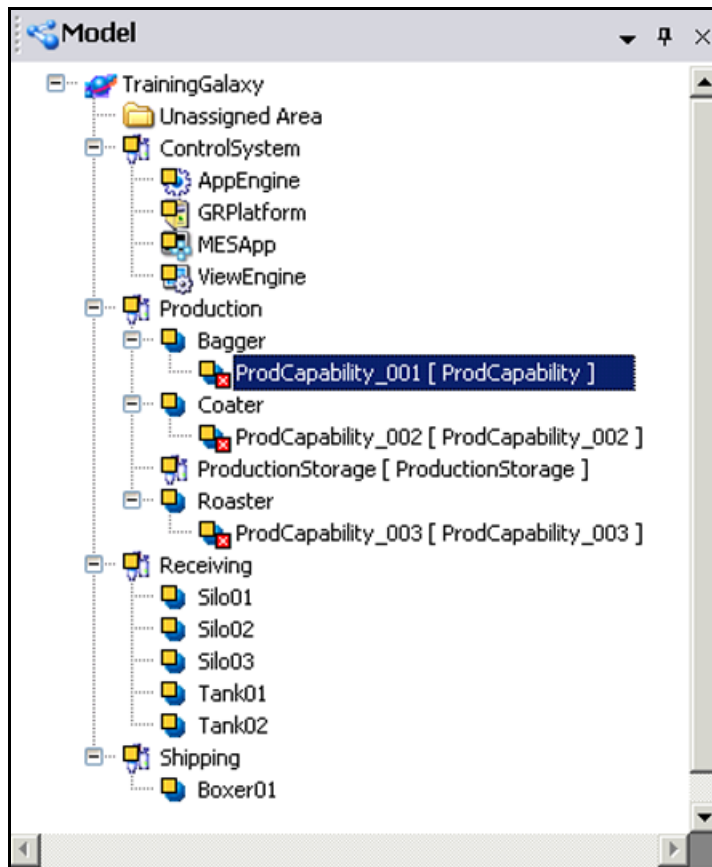 Model
TrainingGalaxy
Unassigned Area
ControlSystem
AppEngine
GRPlatform
MESApp
ViewEngine
Production
Bagger
ProdCapability_001 [ ProdCapability ]
Coater
ProdCapability_002 [ ProdCapability_002 ]
ProductionStorage [ ProductionStorage ]
Roaster
ProdCapability_003 [ ProdCapability_003 ]
Receiving
Silo01
Silo02
Silo03
Tank01
Tank02
Shipping
Boxer01